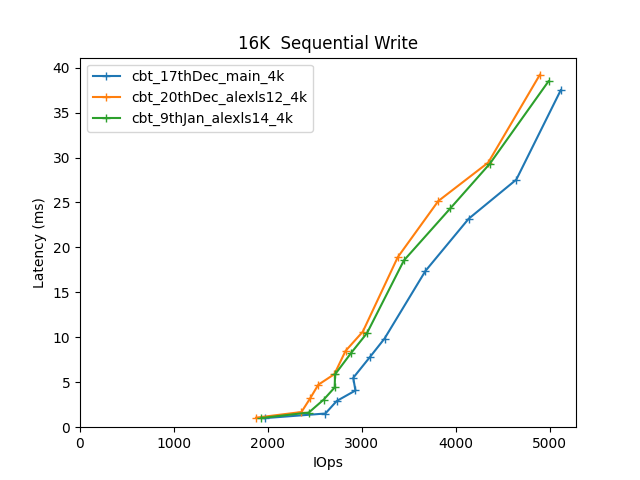 16K  Sequential Write
cbt_17thDec_main_4k
cbt_20thDec_alexls12_4k
cbt_9thJan_alexls14_4k
Latency (ms)
40
35
30
25
20
15
10
5
0
0 1000 2000 3000 4000 5000
IOps